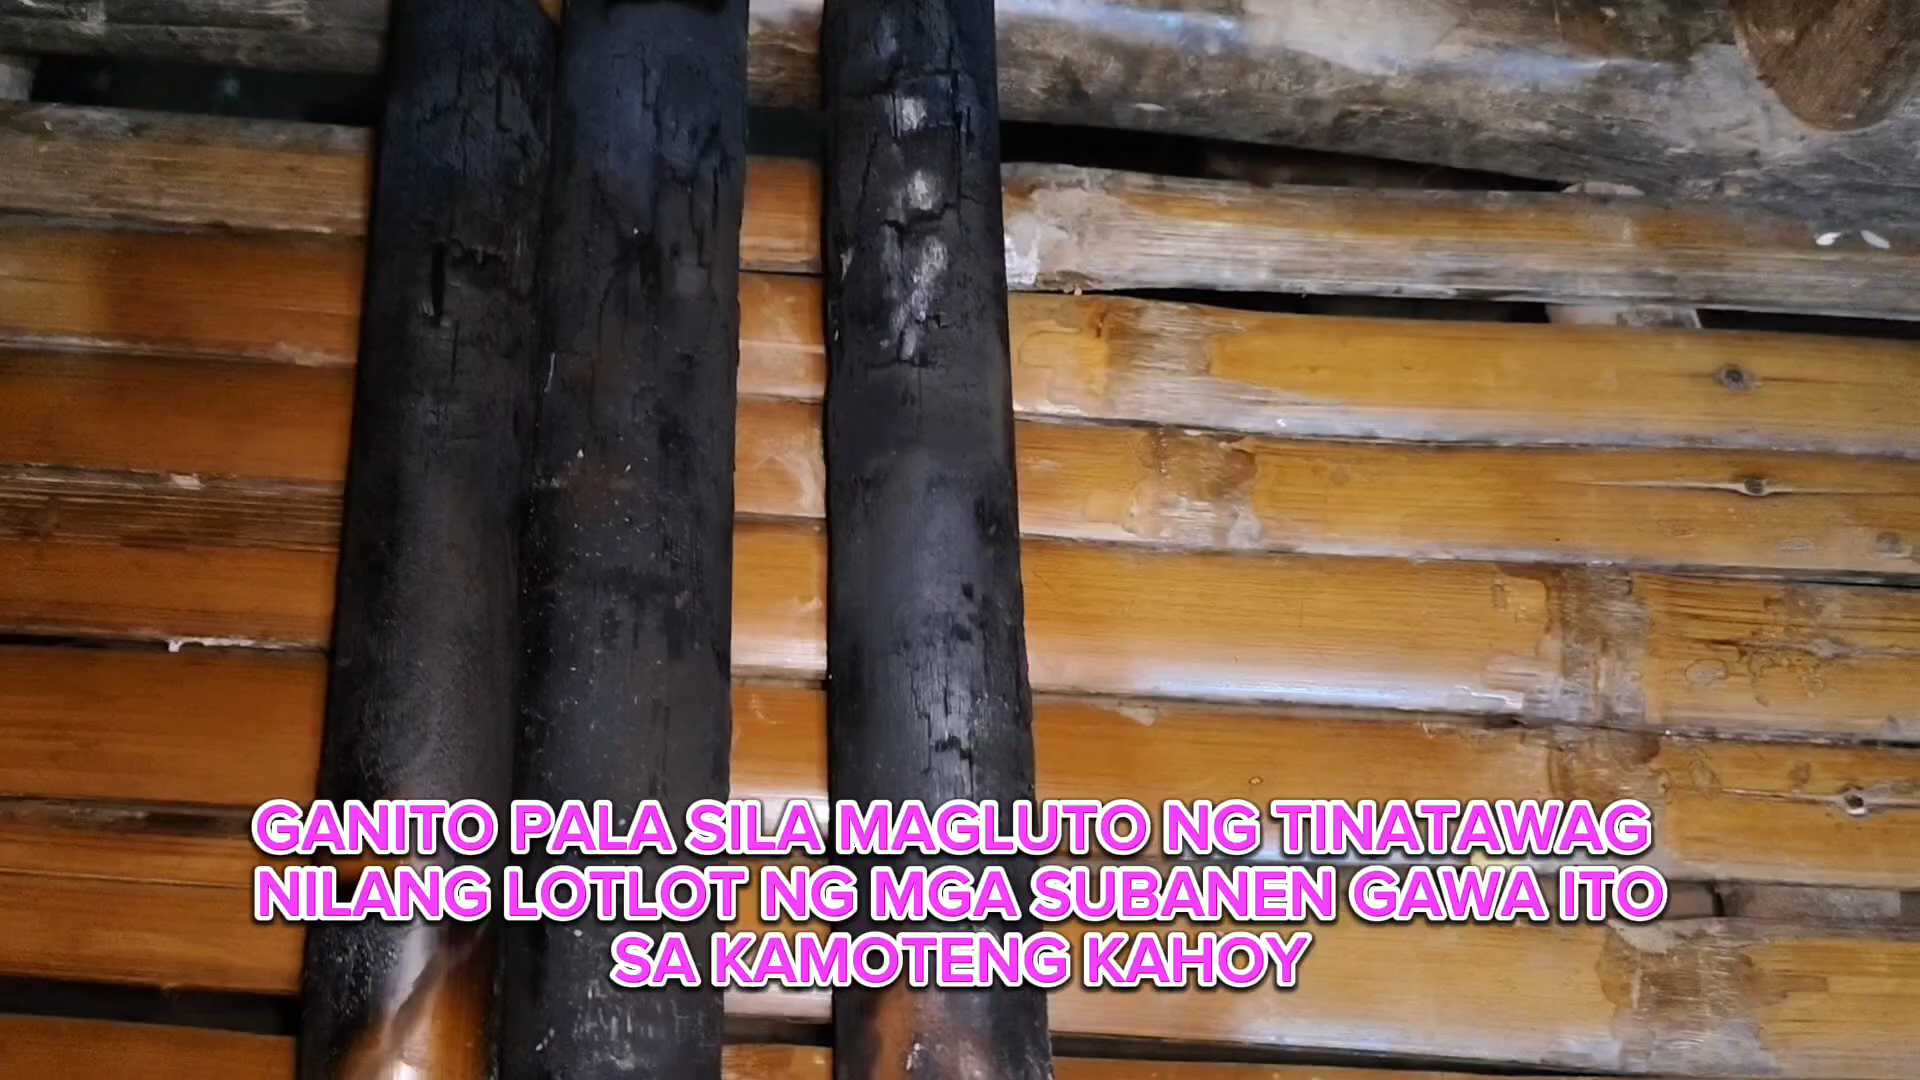 GANITO PALA SILA MAGLUTO NG TINATAWAG
NILANG LOTLOT NG MGA SUBANEN GAWA ITO
SA KAMOTENG KAHOY